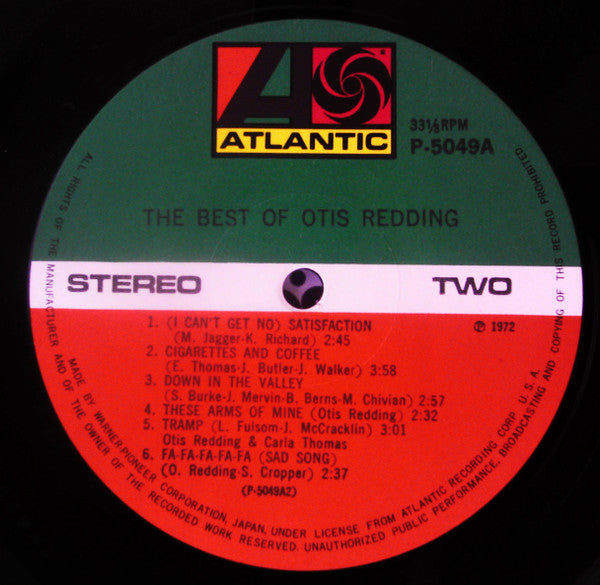 ATLANTIC
33⅓RPM
P-5049A
THE BEST OF OTIS REDDING
STEREO
TWO
℗ 1972
1. (I CAN'T GET NO) SATISFACTION
(M. Jagger-K. Richard) 2:45
2. CIGARETTES AND COFFEE
(E. Thomas-J. Butler-J. Walker) 3:58
3. DOWN IN THE VALLEY
(S. Burke-J. Mervin-B. Berns-M. Chivian) 2:57
4. THESE ARMS OF MINE (Otis Redding) 2:32
5. TRAMP (L. Fulsom-J. McCracklin) 3:01
Otis Redding & Carla Thomas
6. FA-FA-FA-FA-FA (SAD SONG)
(O. Redding-S. Cropper) 2:37
(P-5049A2)
MADE BY WARNER-PIONEER CORPORATION, JAPAN, UNDER LICENSE FROM ATLANTIC RECORDING CORP. U.S.A.
ALL RIGHTS OF THE MANUFACTURER AND OF THE OWNER OF THE RECORDED WORK RESERVED. UNAUTHORIZED PUBLIC PERFORMANCE, BROADCASTING AND COPYING OF THIS RECORD PROHIBITED